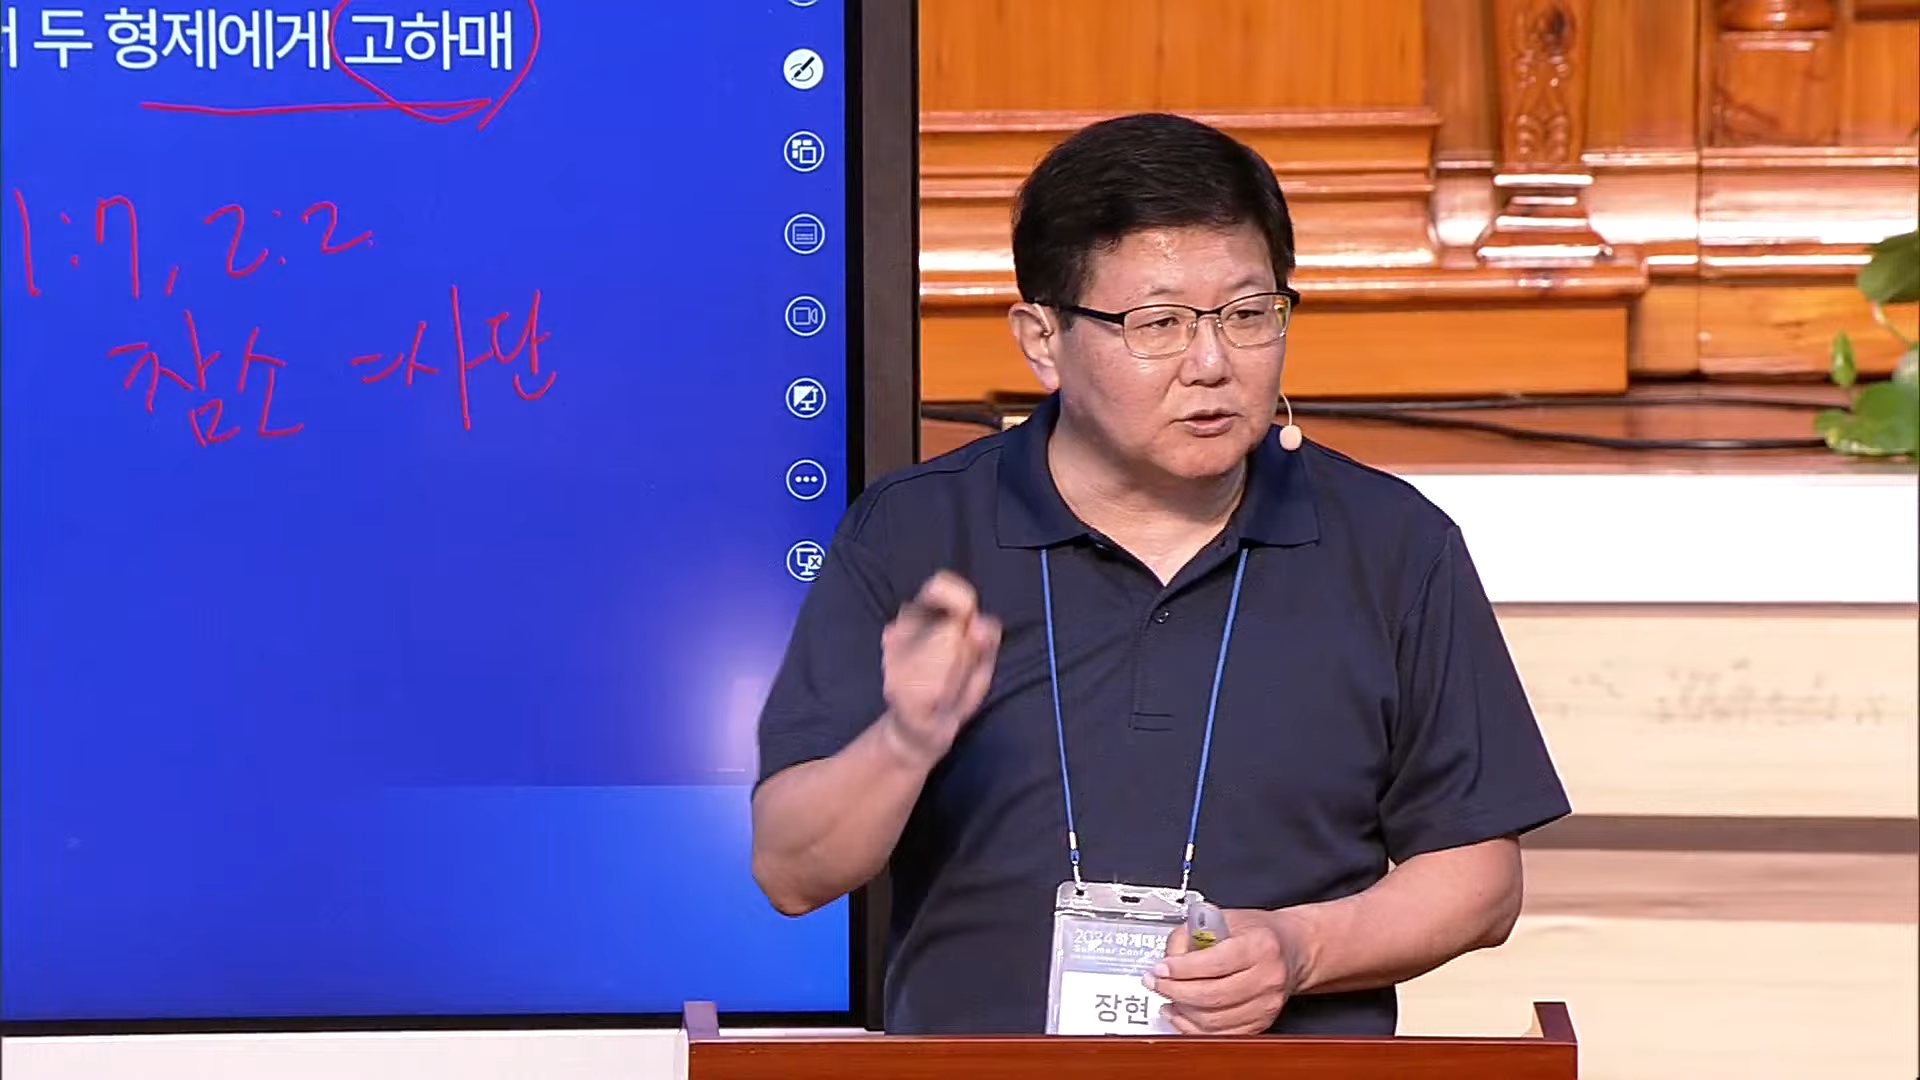 두 형제에게 고하매
1:7, 2:2
참소 = 사단
2024 하계대성
Summer Confere
장현